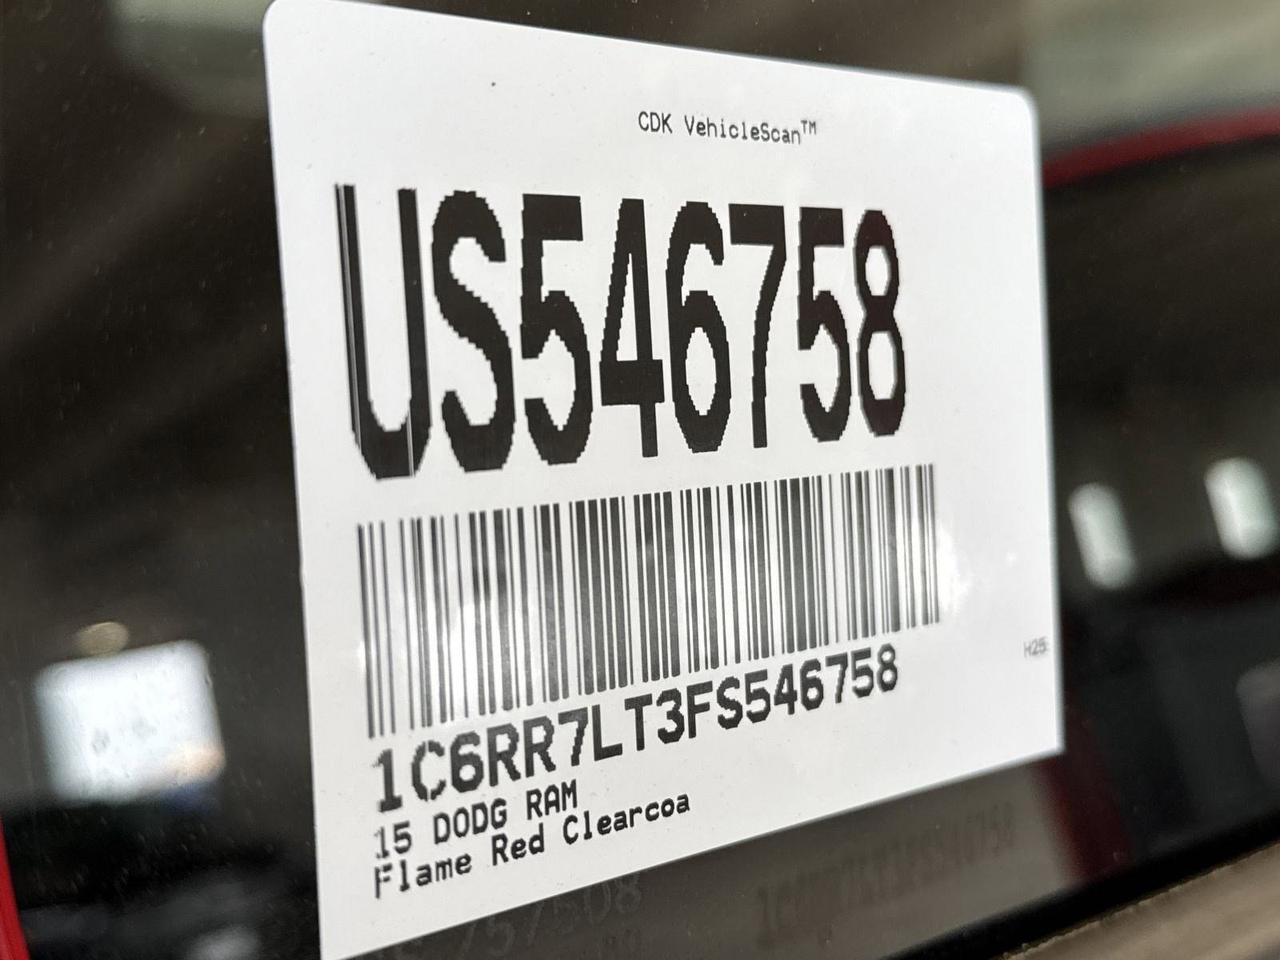 CDK VehicleScan™
US546758
1C6RR7LT3FS546758
H25
15 DODG RAM
Flame Red Clearcoa